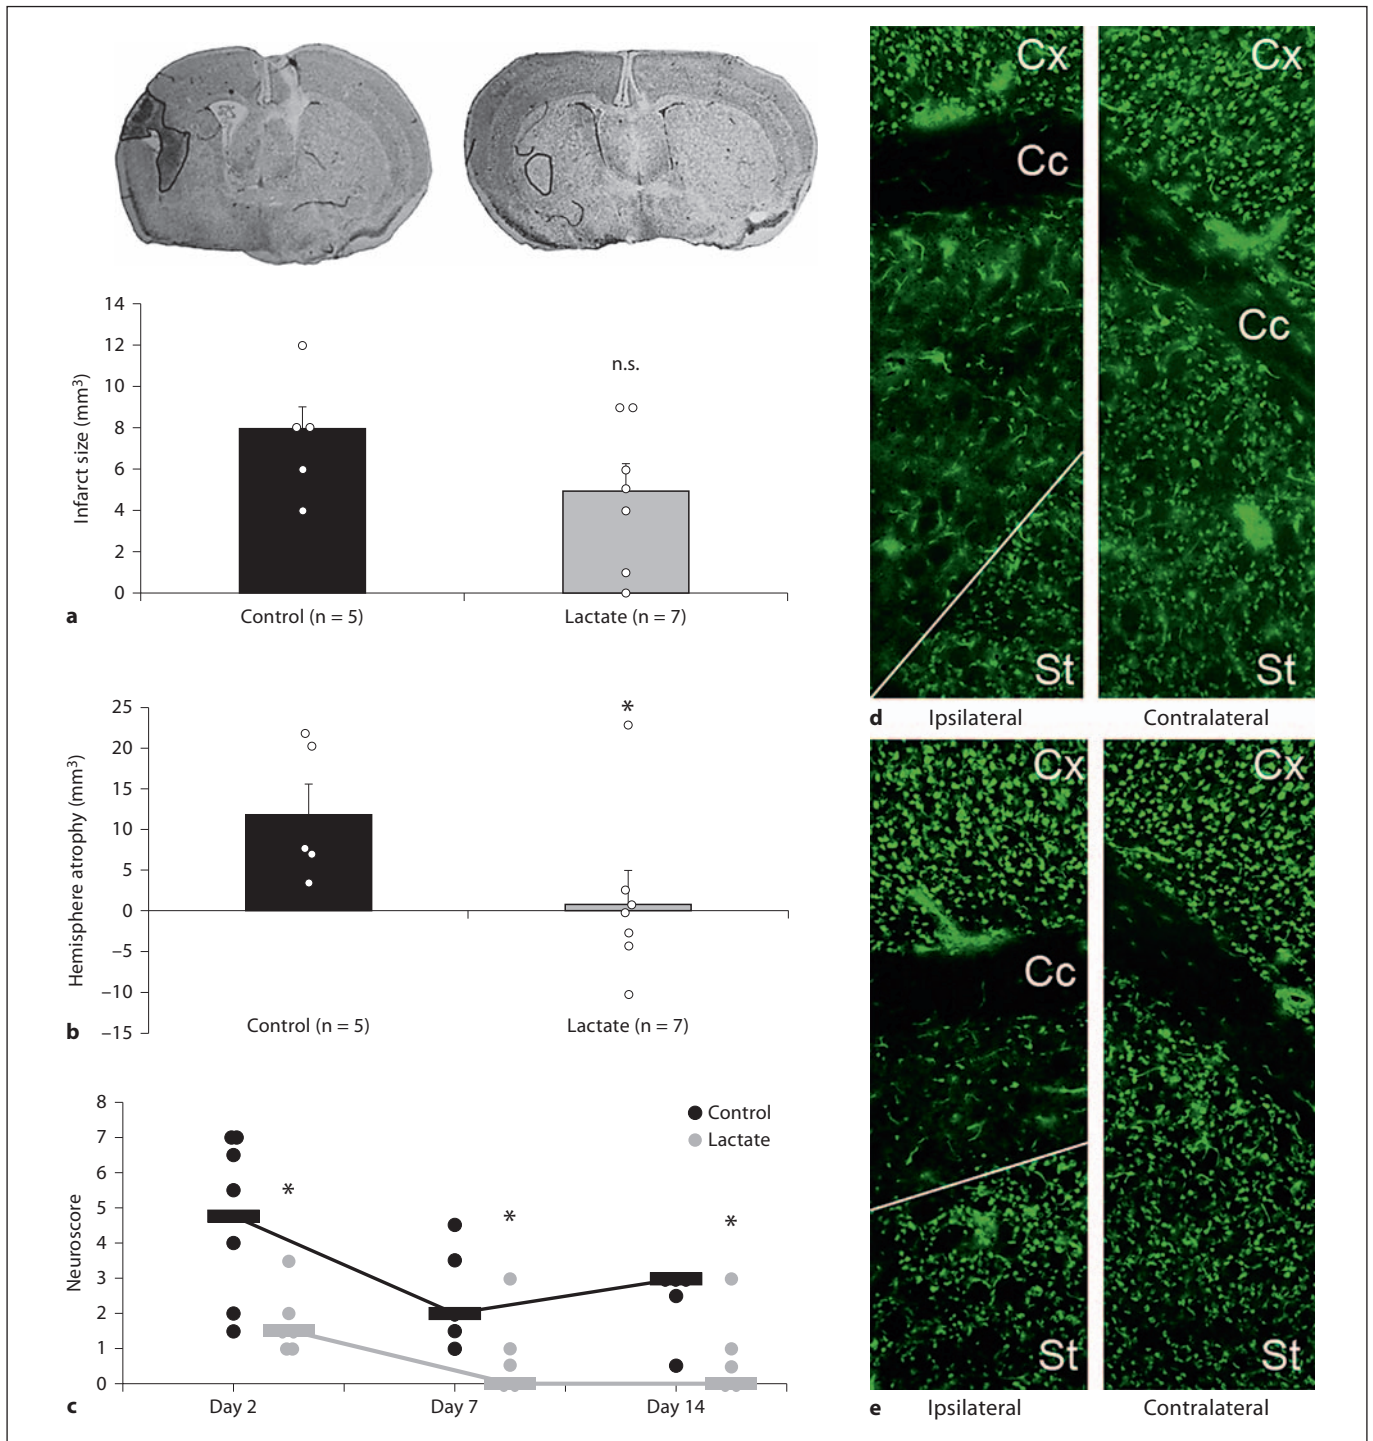 14
12
10
8
6
4
2
0
Infarct size (mm³)
n.s.
Control (n = 5)
Lactate (n = 7)
a
25
20
15
10
5
0
–5
–10
–15
Hemisphere atrophy (mm³)
*
Control (n = 5)
Lactate (n = 7)
b
8
7
6
5
4
3
2
1
0
Neuroscore
Control
Lactate
*
*
*
Day 2
Day 7
Day 14
c
Cx
Cc
St
Cx
Cc
St
d
Ipsilateral
Contralateral
Cx
Cc
St
Cx
St
e
Ipsilateral
Contralateral